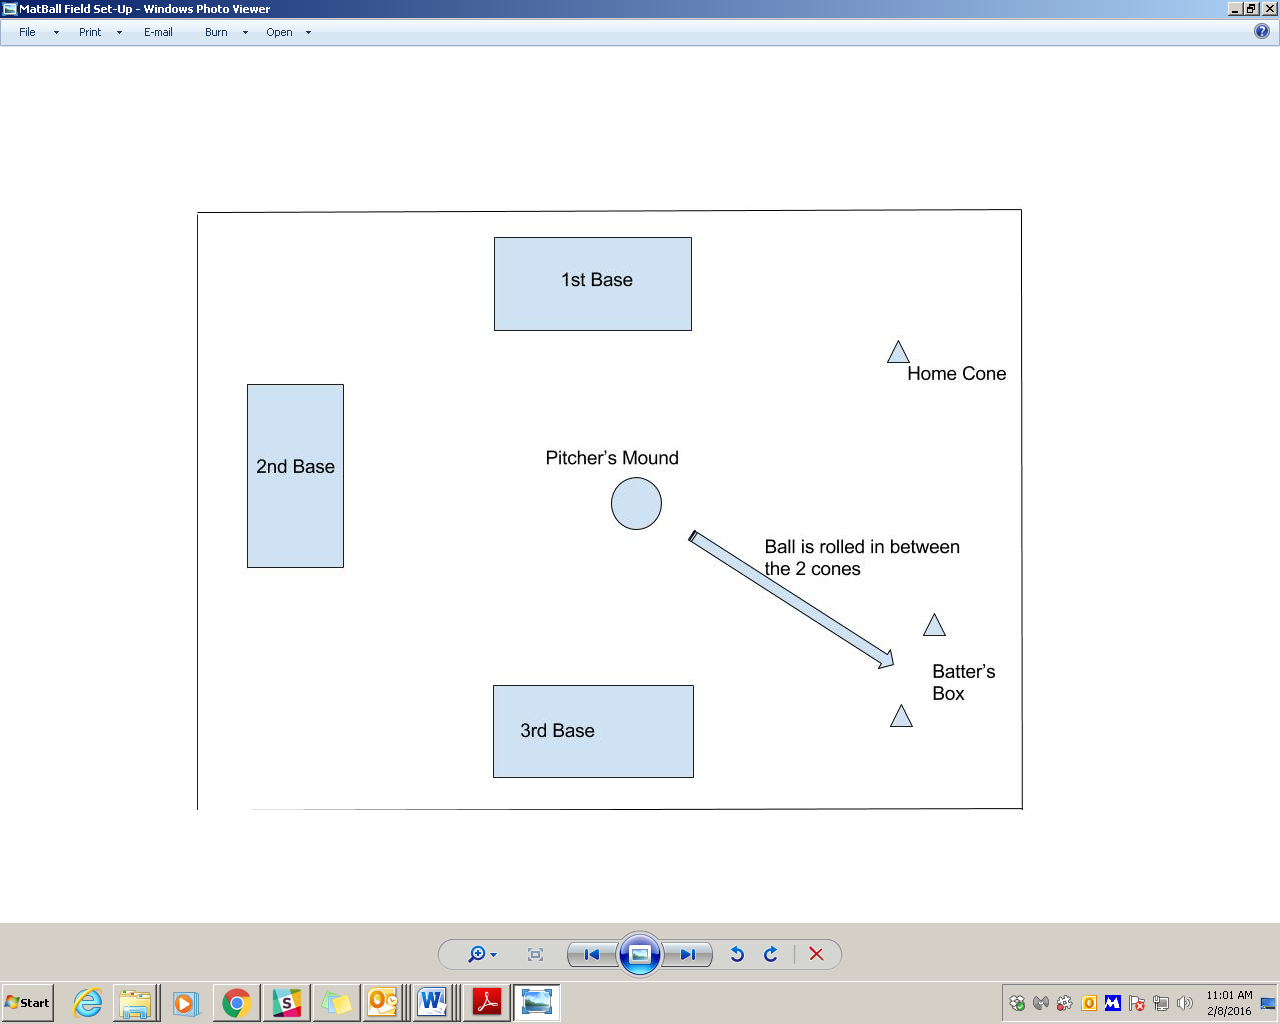 MatBall Field Set-Up - Windows Photo Viewer
File Print E-mail Burn Open
1st Base
Home Cone
2nd Base
Pitcher's Mound
Ball is rolled in between
the 2 cones
Batter's
Box
3rd Base
Start
11:01 AM
2/8/2016